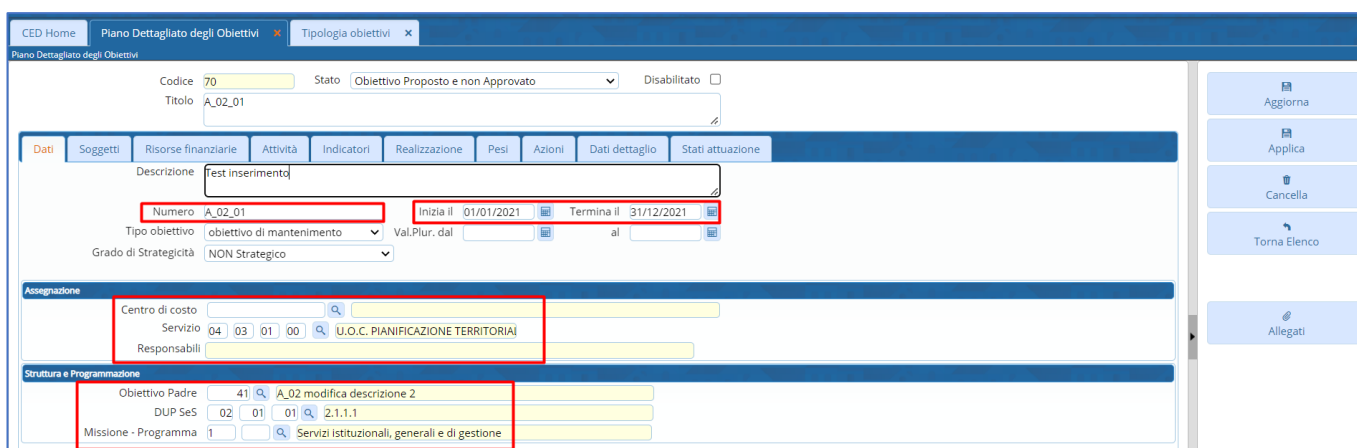 CED Home Piano Dettagliato degli Obiettivi × Tipologia obiettivi ×
Piano Dettagliato degli Obiettivi
Codice 70 Stato Obiettivo Proposto e non Approvato Disabilitato
Titolo A_02_01
Dati Soggetti Risorse finanziarie Attività Indicatori Realizzazione Pesi Azioni Dati dettaglio Stati attuazione
Descrizione Test inserimento
Numero A_02_01 Inizia il 01/01/2021 Termina il 31/12/2021
Tipo obiettivo obiettivo di mantenimento Val.Plur. dal al
Grado di Strategicità NON Strategico
Assegnazione
Centro di costo
Servizio 04 03 01 00 U.O.C. PIANIFICAZIONE TERRITORIAL
Responsabili
Struttura e Programmazione
Obiettivo Padre 41 A_02 modifica descrizione 2
DUP SeS 02 01 01 2.1.1.1
Missione - Programma 1 Servizi istituzionali, generali e di gestione
Aggiorna
Applica
Cancella
Torna Elenco
Allegati